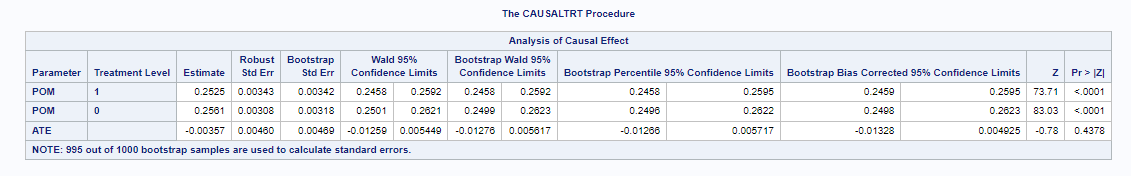 The CAUSALTRT Procedure
Analysis of Causal Effect
Parameter Treatment Level Estimate Robust Std Err Bootstrap Std Err Wald 95% Confidence Limits Bootstrap Wald 95% Confidence Limits Bootstrap Percentile 95% Confidence Limits Bootstrap Bias Corrected 95% Confidence Limits Z Pr > |Z|
POM 1 0.2525 0.00343 0.00342 0.2458 0.2592 0.2458 0.2592 0.2458 0.2595 0.2459 0.2595 73.71 <.0001
POM 0 0.2561 0.00308 0.00318 0.2501 0.2621 0.2499 0.2623 0.2496 0.2622 0.2498 0.2623 83.03 <.0001
ATE -0.00357 0.00460 0.00469 -0.01259 0.005449 -0.01276 0.005617 -0.01266 0.005717 -0.01328 0.004925 -0.78 0.4378
NOTE: 995 out of 1000 bootstrap samples are used to calculate standard errors.